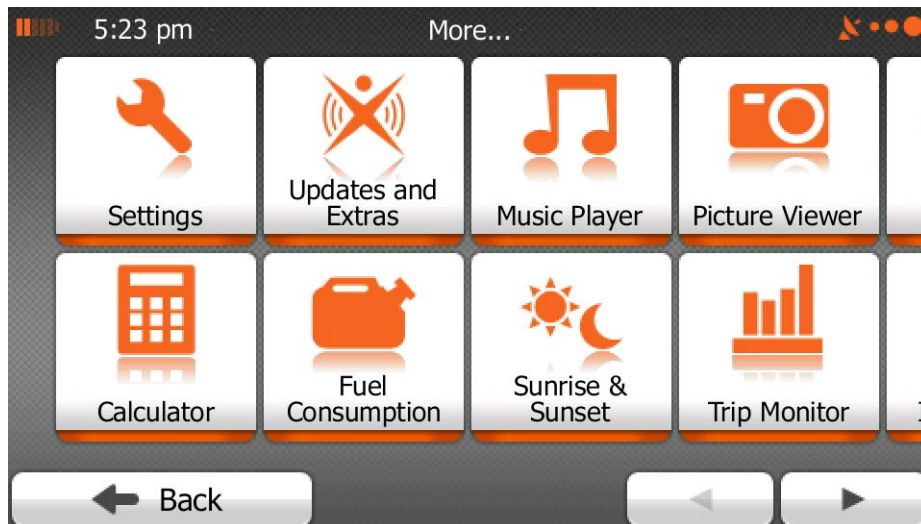 5:23 pm
More...
Settings
Updates and
Extras
Music Player
Picture Viewer
Calculator
Fuel
Consumption
Sunrise &
Sunset
Trip Monitor
Back